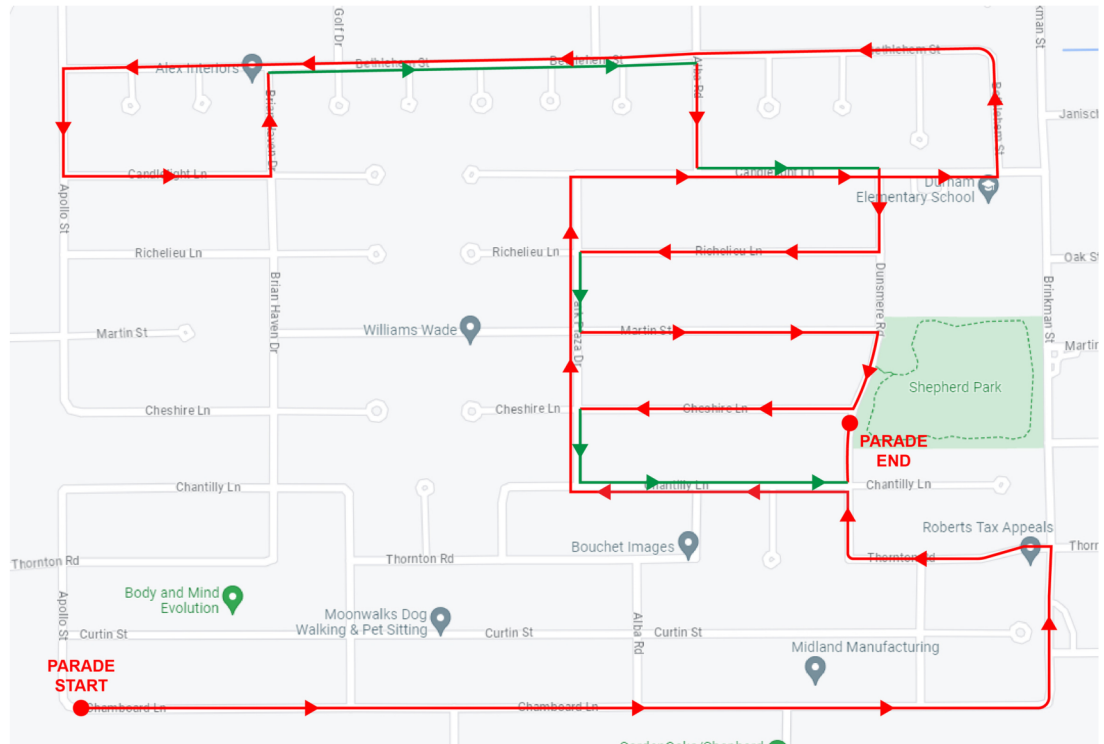 Golf Dr
Brinkman St
Bethlehem St
Alex Interiors
Bethlehem St
Bethlehem St
Alba Rd
Brian Haven Dr
Bethlehem St
Janisch
Candlelight Ln
Candlelight Ln
Durham
Elementary School
Apollo St
Richelieu Ln
Richelieu Ln
Richelieu Ln
Oak St
Dunsmere Rd
Brian Haven Dr
Brinkman St
Martin St
Williams Wade
Park Plaza Dr
Martin St
Martin
Shepherd Park
Cheshire Ln
Cheshire Ln
Cheshire Ln
PARADE
END
Chantilly Ln
Chantilly Ln
Chantilly Ln
Roberts Tax Appeals
Thornton Rd
Thornton Rd
Bouchet Images
Thornton Rd
Thorn
Body and Mind
Evolution
Apollo St
Moonwalks Dog
Walking & Pet Sitting
Alba Rd
Curtin St
Curtin St
Curtin St
Midland Manufacturing
PARADE
START
Chamboard Ln
Chamboard Ln